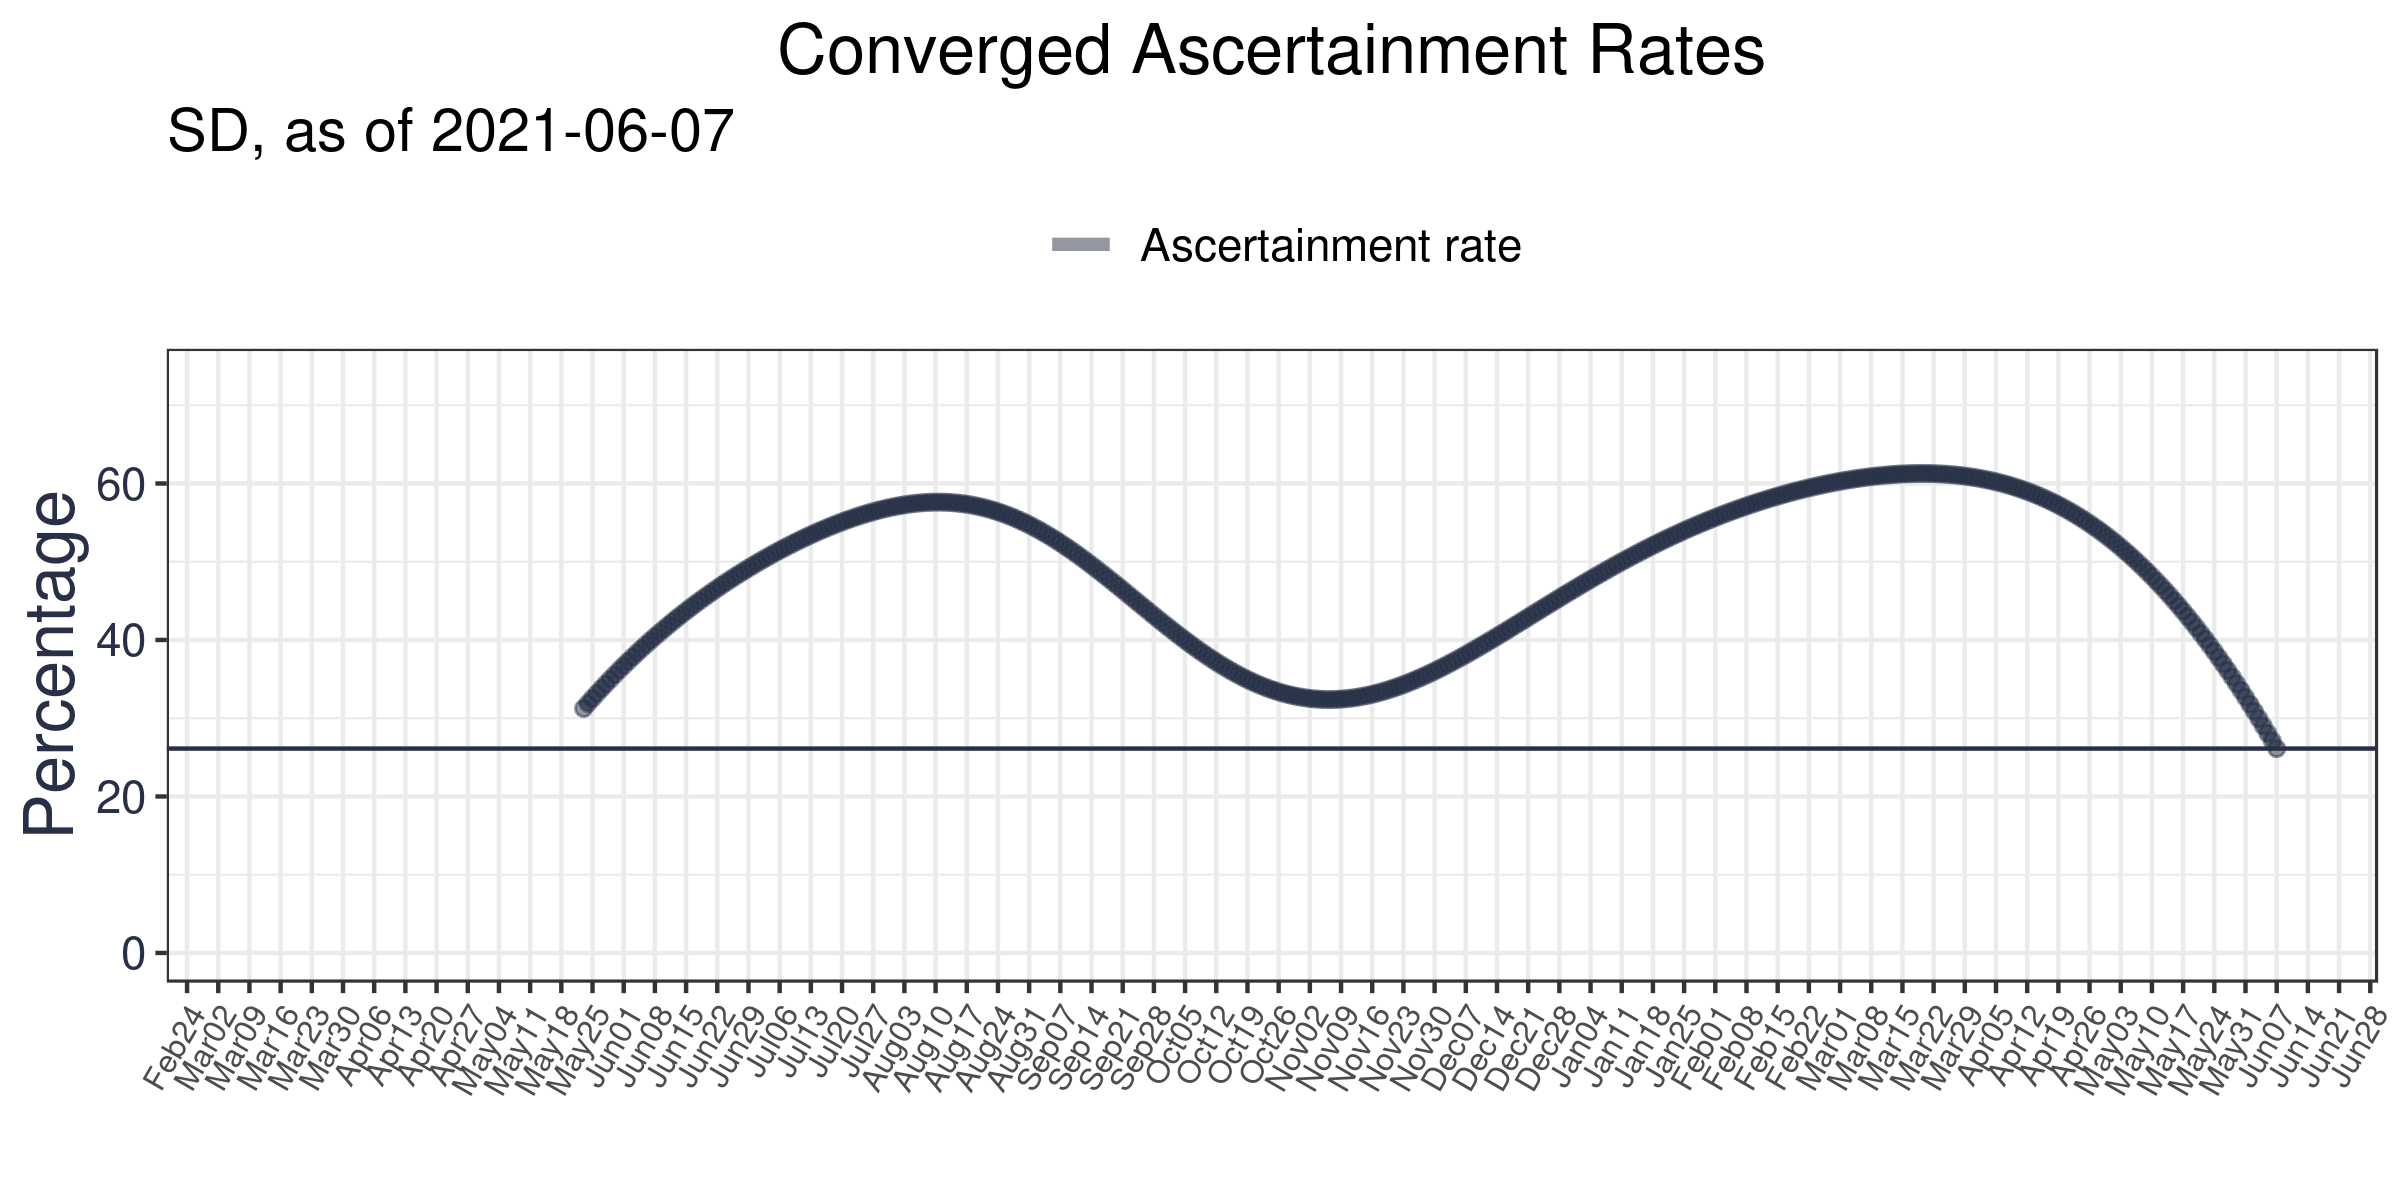 Converged Ascertainment Rates
SD, as of 2021-06-07
Ascertainment rate
Percentage
60
40
20
0
Feb24 Mar02 Mar09 Mar16 Mar23 Mar30 Apr06 Apr13 Apr20 Apr27 May04 May11 May18 May25 Jun01 Jun08 Jun15 Jun22 Jun29 Jul06 Jul13 Jul20 Jul27 Aug03 Aug10 Aug17 Aug24 Aug31 Sep07 Sep14 Sep21 Sep28 Oct05 Oct12 Oct19 Oct26 Nov02 Nov09 Nov16 Nov23 Nov30 Dec07 Dec14 Dec21 Dec28 Jan04 Jan11 Jan18 Jan25 Feb01 Feb08 Feb15 Feb22 Mar01 Mar08 Mar15 Mar22 Mar29 Apr05 Apr12 Apr19 Apr26 May03 May10 May17 May24 May31 Jun07 Jun14 Jun21 Jun28